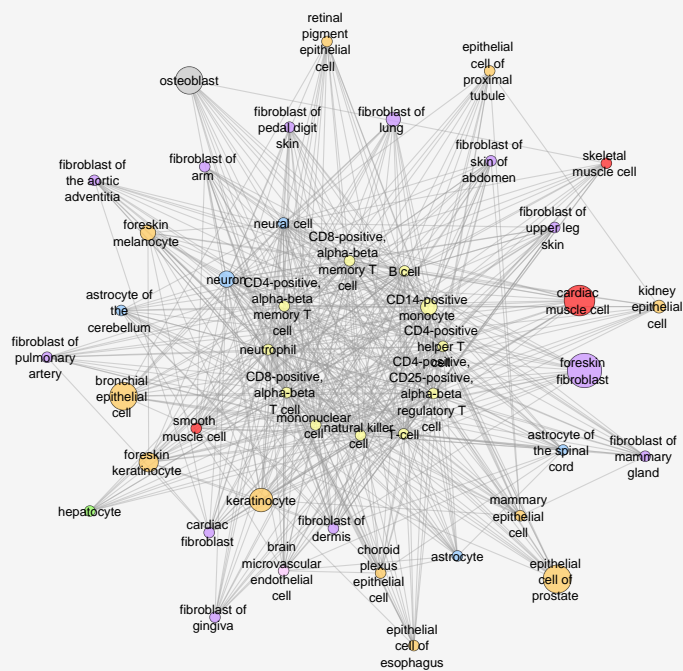 retinal
pigment
epithelial
cell
epithelial
cell of
proximal
tubule
osteoblast
fibroblast of
pedal digit
skin
fibroblast of
lung
fibroblast of
skin of
abdomen
skeletal
muscle cell
fibroblast of
the aortic
adventitia
fibroblast of
arm
foreskin
melanocyte
neural cell
fibroblast of
upper leg
skin
CD8-positive,
alpha-beta
memory T
cell
B cell
neuron
CD4-positive,
alpha-beta
memory T
cell
CD14-positive
monocyte
cardiac
muscle cell
kidney
epithelial
cell
astrocyte of
the
cerebellum
CD4-positive
helper T
cell
fibroblast of
pulmonary
artery
neutrophil
CD4-positive,
CD25-positive,
alpha-beta
regulatory T
cell
foreskin
fibroblast
bronchial
epithelial
cell
CD8-positive,
alpha-beta
T cell
smooth
muscle cell
mononuclear
cell
natural killer
cell
T-cell
astrocyte of
the spinal
cord
fibroblast of
mammary
gland
foreskin
keratinocyte
hepatocyte
keratinocyte
cardiac
fibroblast
fibroblast of
dermis
mammary
epithelial
cell
brain
microvascular
endothelial
cell
choroid
plexus
epithelial
cell
astrocyte
epithelial
cell of
prostate
fibroblast of
gingiva
epithelial
cell of
esophagus